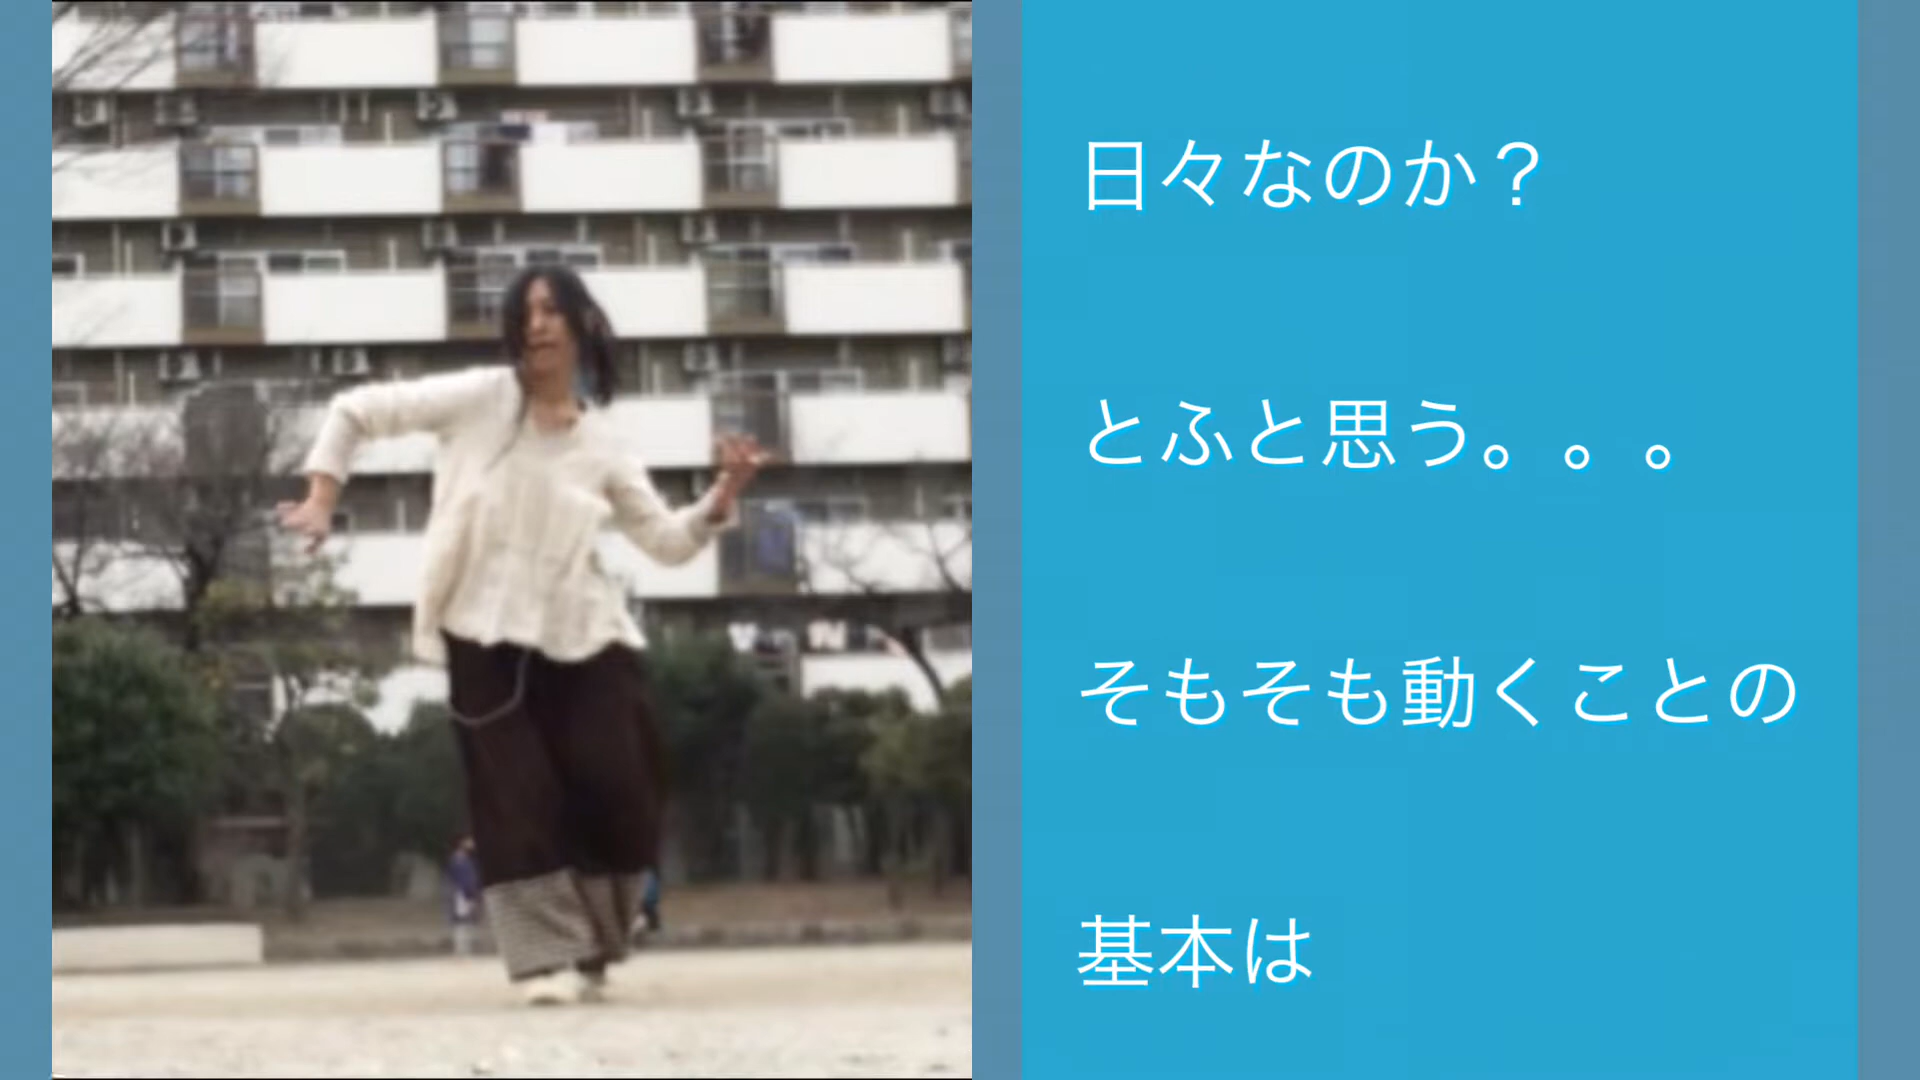 日々なのか？
とふと思う。。。
そもそも動くことの
基本は